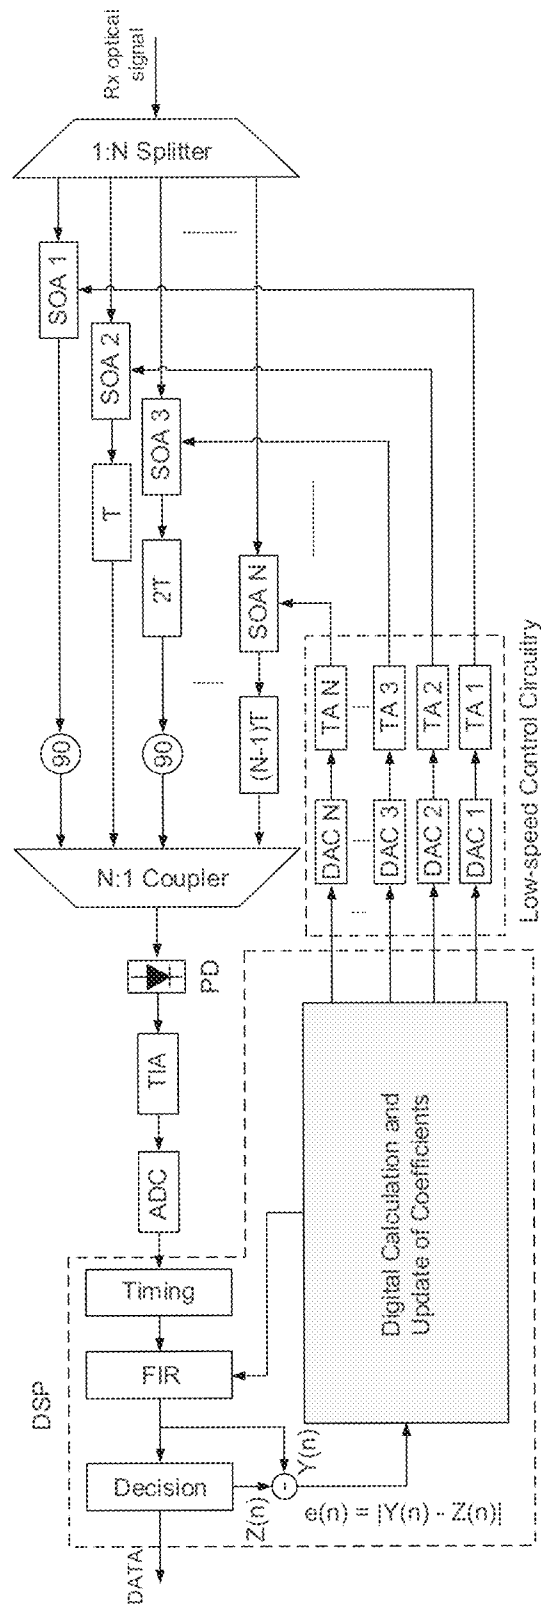 Rx optical
signal
1:N Splitter
SOA 1
SOA 2
SOA 3
SOA N
T
2T
(N-1)T
90
90
N:1 Coupler
PD
TIA
ADC
TA N
TA 3
TA 2
TA 1
DAC N
DAC 3
DAC 2
DAC 1
Low-speed Control Circuitry
DSP
Timing
FIR
Decision
DATA
Z(n)
-
Y(n)
e(n) = |Y(n) - Z(n)|
Digital Calculation and
Update of Coefficients